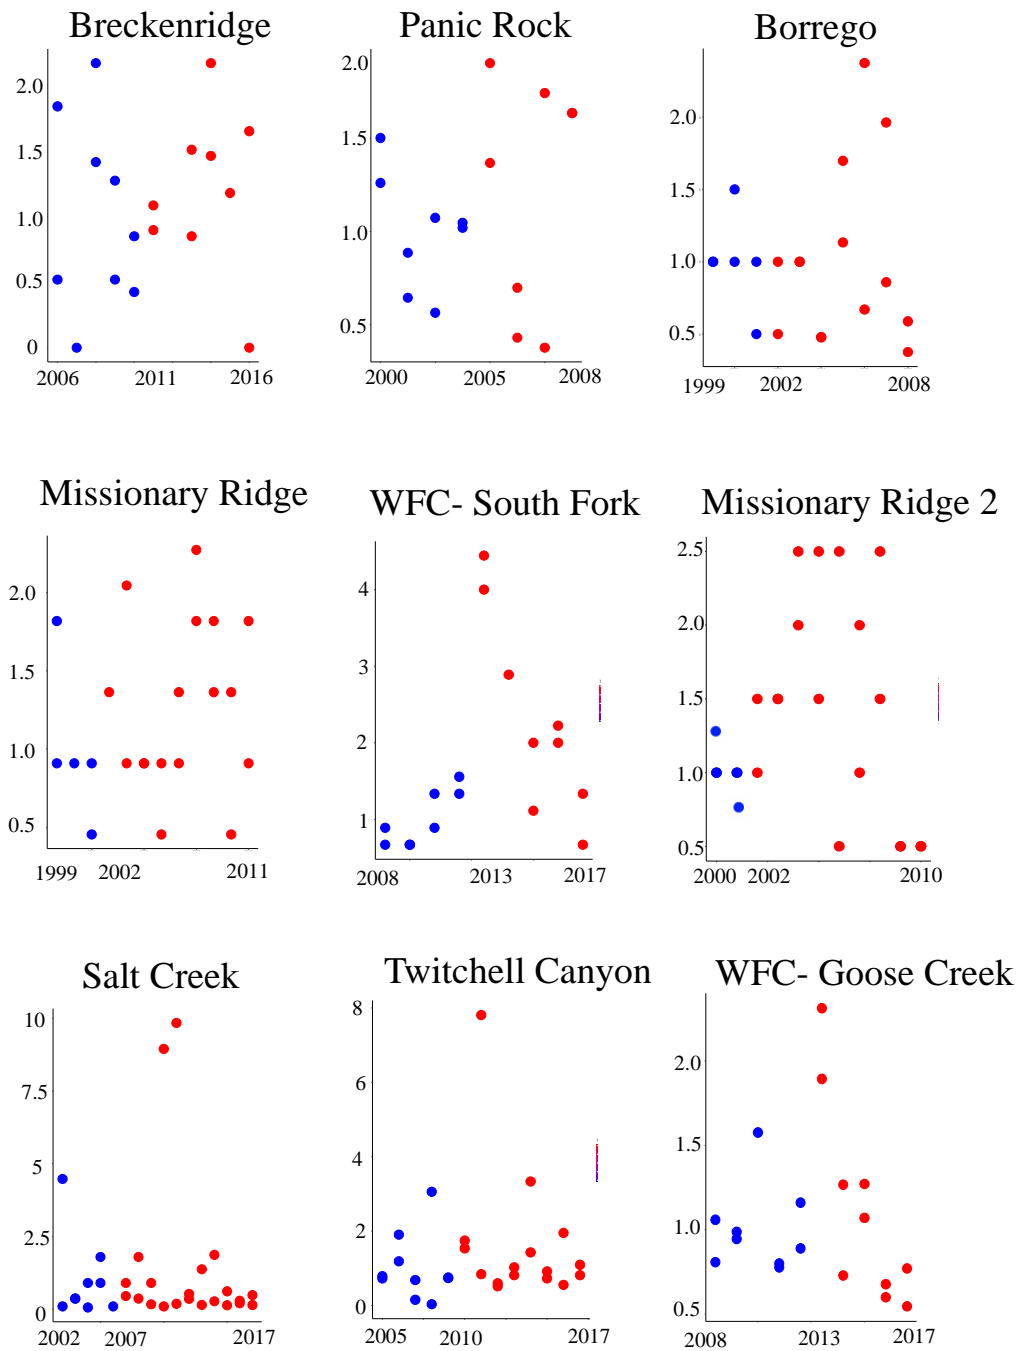 Breckenridge
2.0
1.5
1.0
0.5
0
2006 2011 2016
Panic Rock
2.0
1.5
1.0
0.5
2000 2005 2008
Borrego
2.0
1.5
1.0
0.5
1999 2002 2008
Missionary Ridge
2.0
1.5
1.0
0.5
1999 2002 2011
WFC- South Fork
4
3
2
1
2008 2013 2017
Missionary Ridge 2
2.5
2.0
1.5
1.0
0.5
2000 2002 2010
Salt Creek
10
7.5
5
2.5
0
2002 2007 2017
Twitchell Canyon
8
6
4
2
0
2005 2010 2017
WFC- Goose Creek
2.0
1.5
1.0
0.5
2008 2013 2017